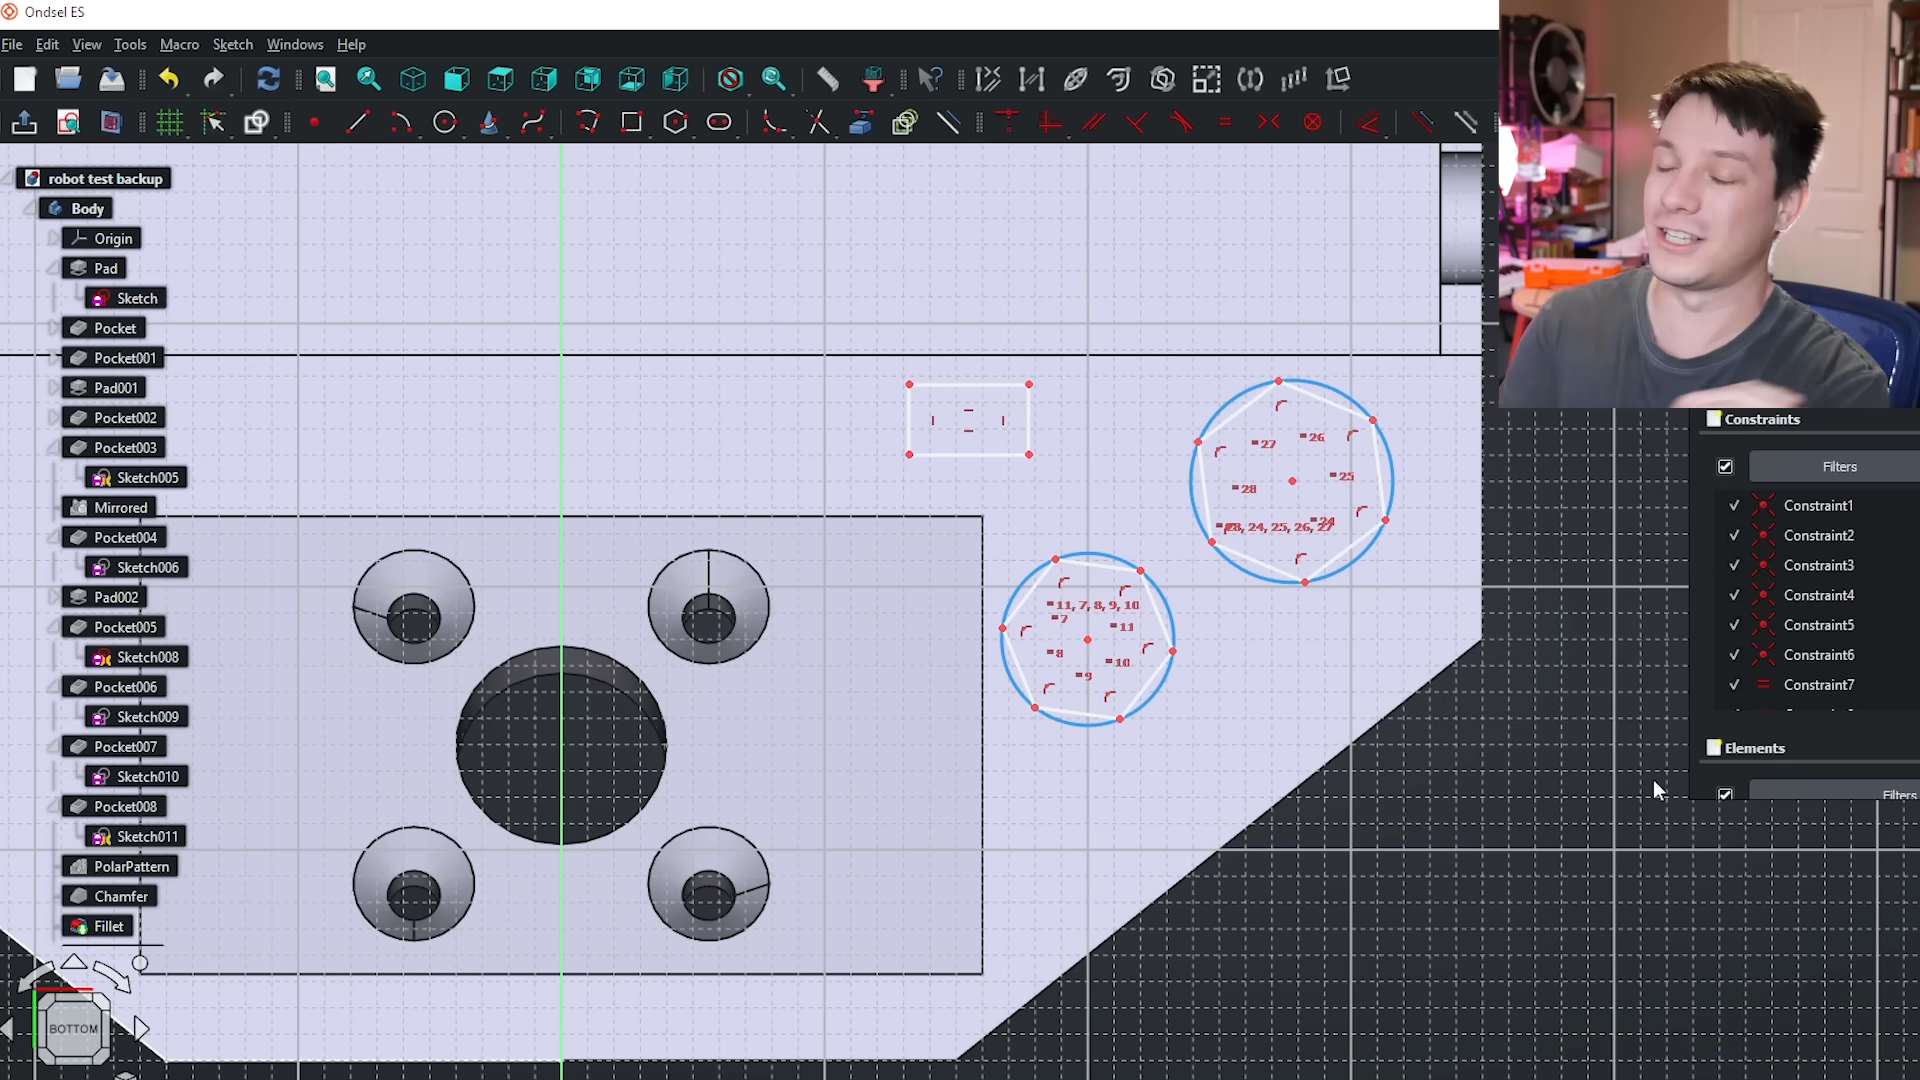 Ondsel ES
File Edit View Tools Macro Sketch Windows Help
robot test backup
Body
Origin
Pad
Sketch
Pocket
Pocket001
Pad001
Pocket002
Pocket003
Sketch005
Mirrored
Pocket004
Sketch006
Pad002
Pocket005
Sketch008
Pocket006
Sketch009
Pocket007
Sketch010
Pocket008
Sketch011
PolarPattern
Chamfer
Fillet
BOTTOM
27
26
25
28
24
28, 24, 25, 26, 27
11, 7, 8, 9, 10
7
11
8
10
9
Constraints
Filters
Constraint1
Constraint2
Constraint3
Constraint4
Constraint5
Constraint6
Constraint7
Elements
Filters